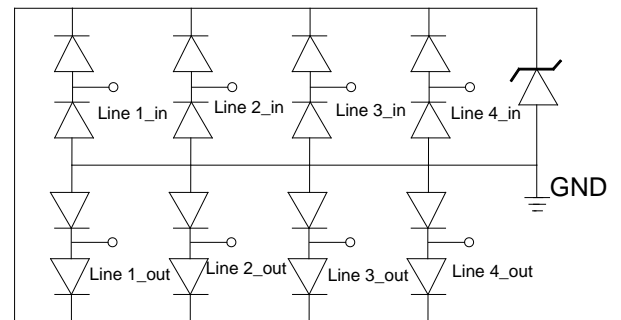 Line 1_in
Line 2_in
Line 3_in
Line 4_in
GND
Line 1_out
Line 2_out
Line 3_out
Line 4_out